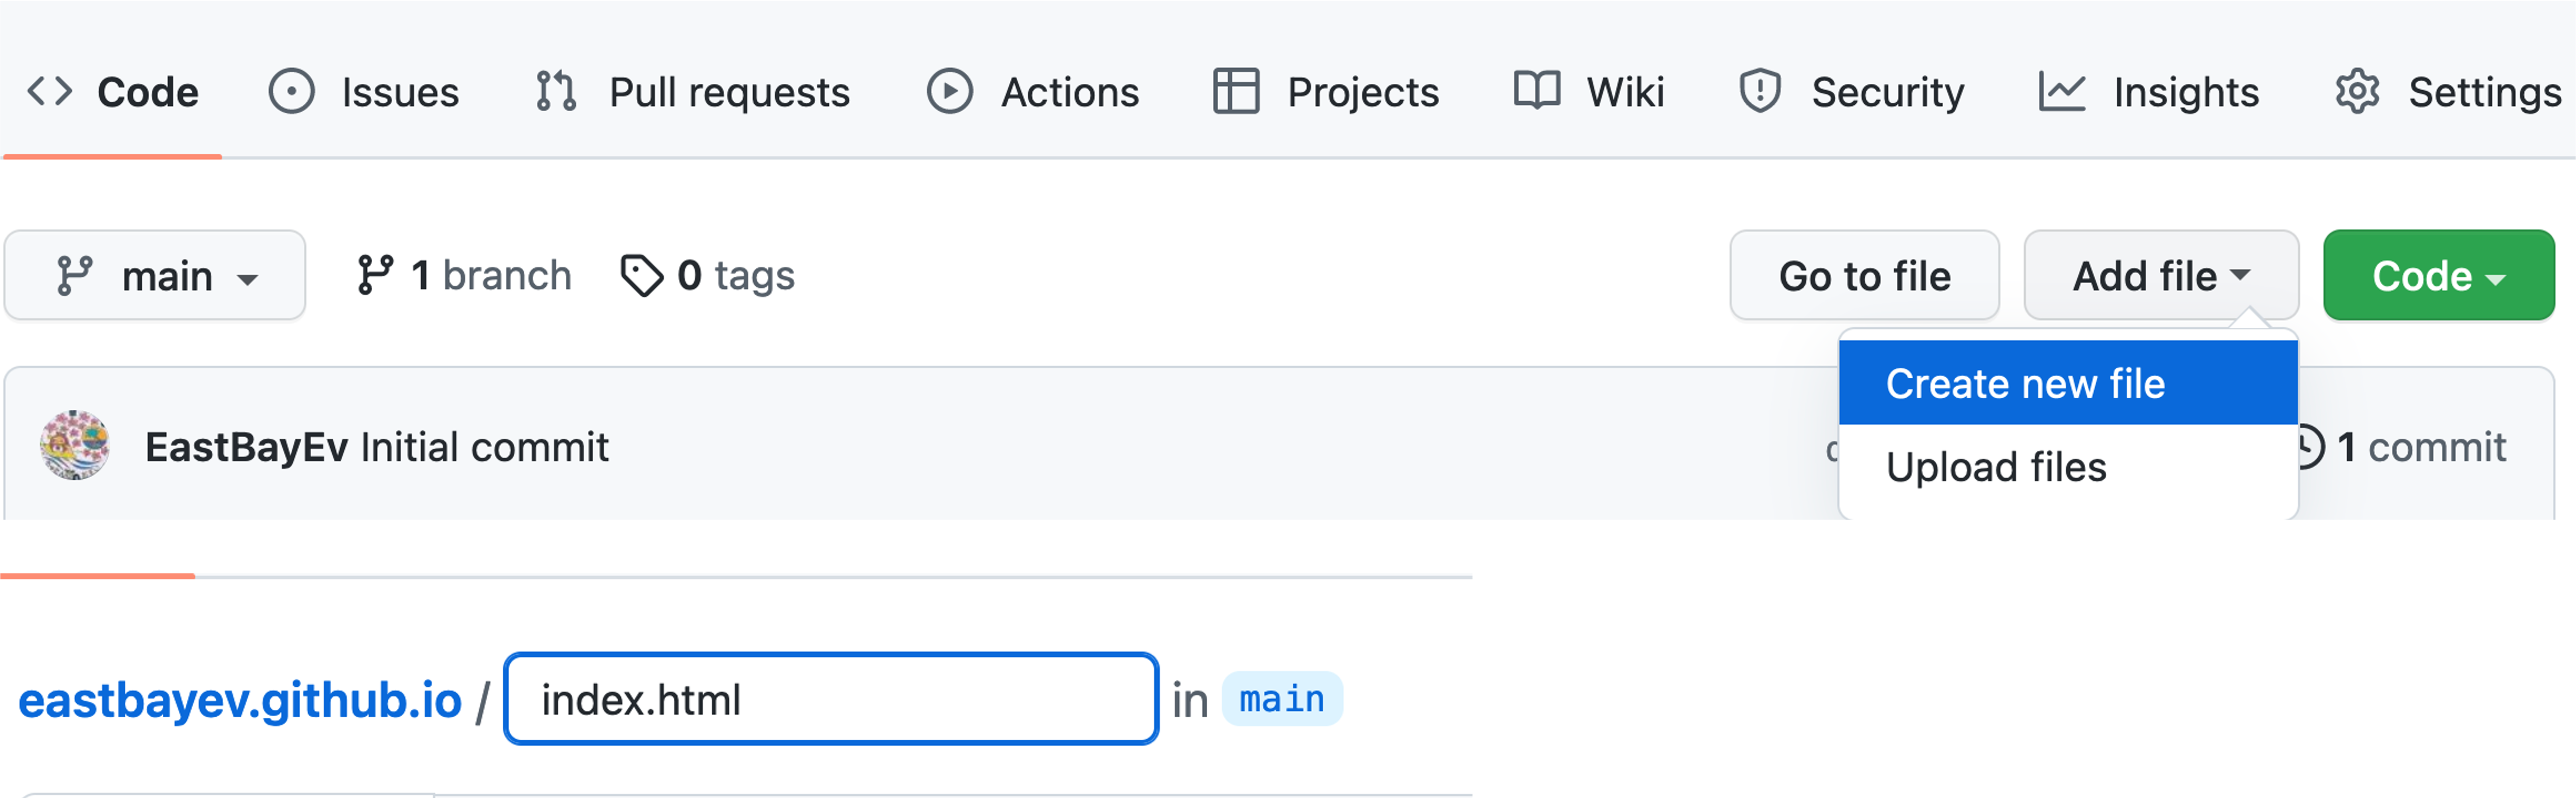 Code Issues Pull requests Actions Projects Wiki Security Insights Settings
main 1 branch 0 tags Go to file Add file Code
Create new file
EastBayEv Initial commit 1 commit
Upload files
eastbayev.github.io / index.html in main